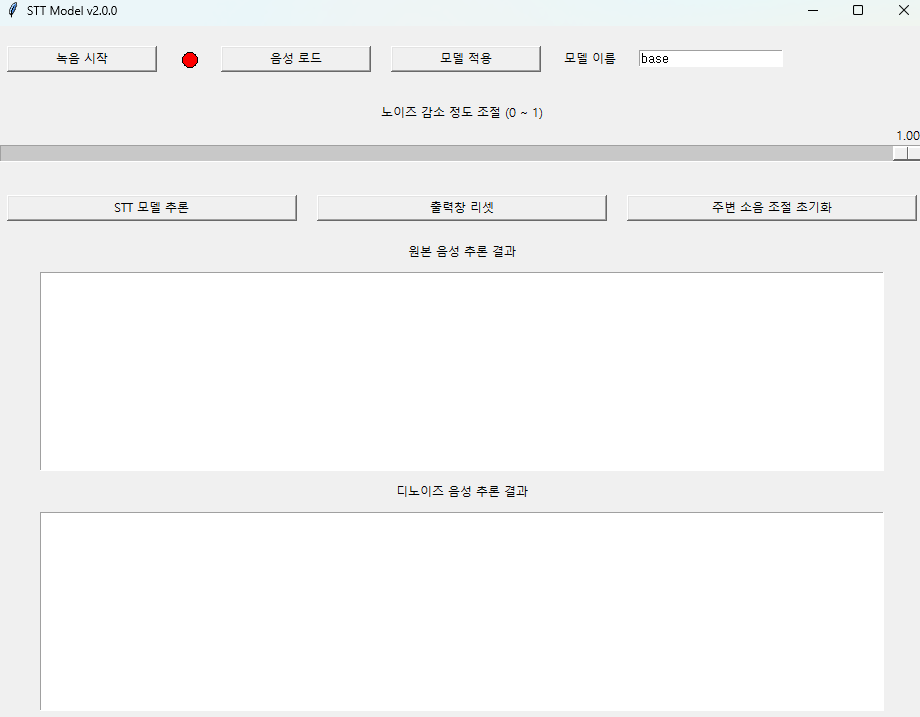 STT Model v2.0.0
녹음 시작 음성 로드 모델 적용 모델 이름 base
노이즈 감소 정도 조절 (0 ~ 1)
1.00
STT 모델 추론 출력창 리셋 주변 소음 조절 초기화
원본 음성 추론 결과
디노이즈 음성 추론 결과